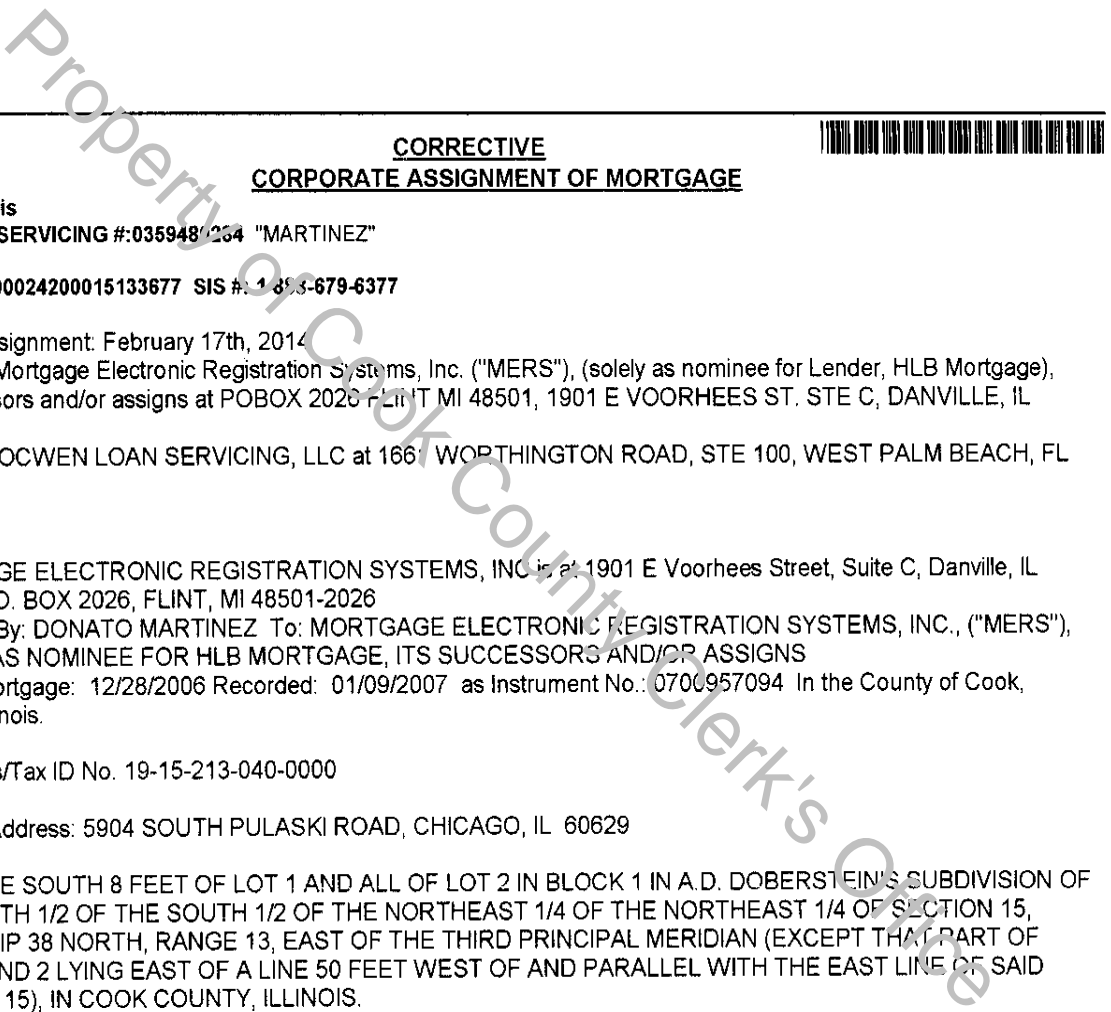 Property of Cook County Clerk's Office
CORRECTIVE
CORPORATE ASSIGNMENT OF MORTGAGE
is
SERVICING #: "MARTINEZ"
00024200015133677 SIS #: -679-6377
signment: February 17th, 2014
Mortgage Electronic Registration Systems, Inc. ("MERS"), (solely as nominee for Lender, HLB Mortgage),
sors and/or assigns at POBOX 2026 FLINT MI 48501, 1901 E VOORHEES ST. STE C, DANVILLE, IL
OCWEN LOAN SERVICING, LLC at 1661 WORTHINGTON ROAD, STE 100, WEST PALM BEACH, FL
GE ELECTRONIC REGISTRATION SYSTEMS, INC is at 1901 E Voorhees Street, Suite C, Danville, IL
O. BOX 2026, FLINT, MI 48501-2026
By: DONATO MARTINEZ To: MORTGAGE ELECTRONIC REGISTRATION SYSTEMS, INC., ("MERS"),
AS NOMINEE FOR HLB MORTGAGE, ITS SUCCESSORS AND/OR ASSIGNS
ortgage: 12/28/2006 Recorded: 01/09/2007 as Instrument No.: 0700957094 In the County of Cook,
nois.
s/Tax ID No. 19-15-213-040-0000
Address: 5904 SOUTH PULASKI ROAD, CHICAGO, IL 60629
E SOUTH 8 FEET OF LOT 1 AND ALL OF LOT 2 IN BLOCK 1 IN A.D. DOBERSTEIN'S SUBDIVISION OF
TH 1/2 OF THE SOUTH 1/2 OF THE NORTHEAST 1/4 OF THE NORTHEAST 1/4 OF SECTION 15,
IP 38 NORTH, RANGE 13, EAST OF THE THIRD PRINCIPAL MERIDIAN (EXCEPT THAT PART OF
ND 2 LYING EAST OF A LINE 50 FEET WEST OF AND PARALLEL WITH THE EAST LINE OF SAID
15), IN COOK COUNTY, ILLINOIS.